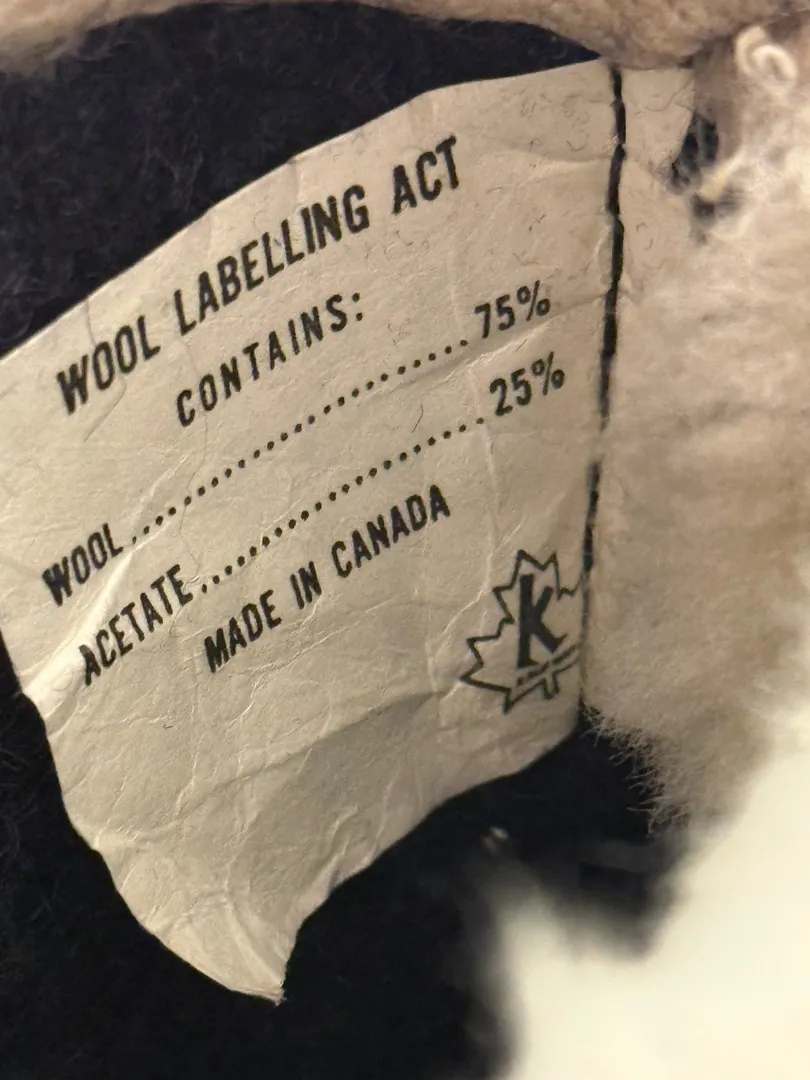 WOOL LABELLING ACT
CONTAINS:
WOOL......................75%
ACETATE......................25%
MADE IN CANADA
K